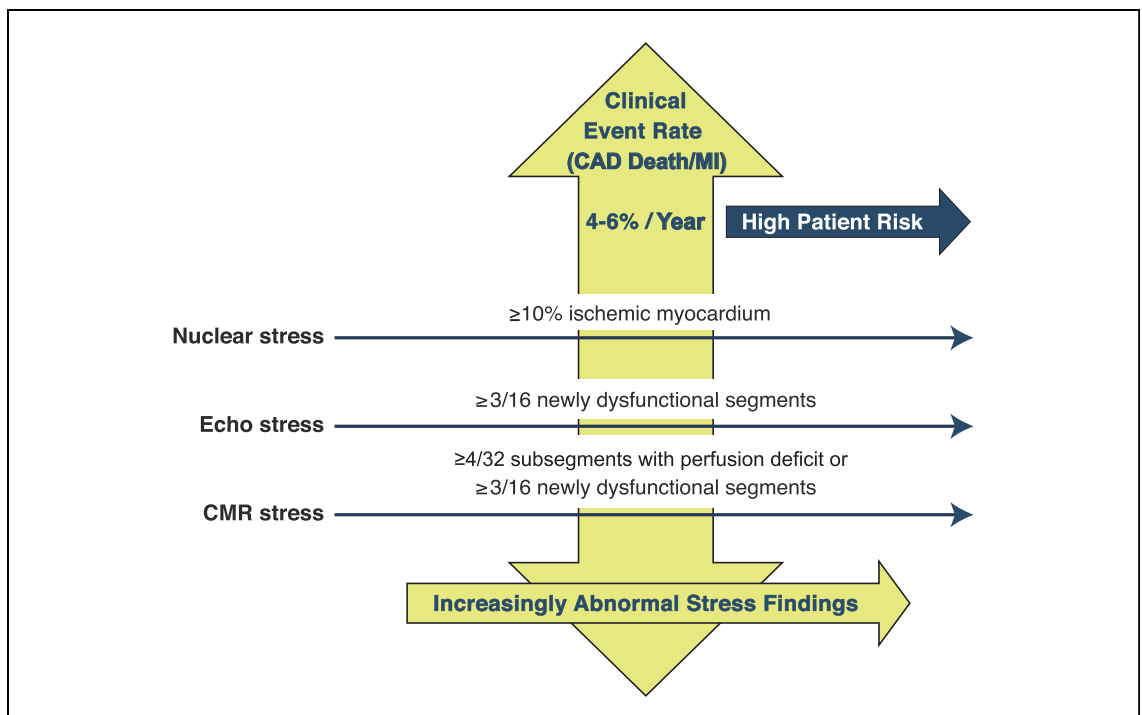 Clinical
Event Rate
(CAD Death/MI)
4-6% / Year
High Patient Risk
≥10% ischemic myocardium
Nuclear stress
≥3/16 newly dysfunctional segments
Echo stress
≥4/32 subsegments with perfusion deficit or
≥3/16 newly dysfunctional segments
CMR stress
Increasingly Abnormal Stress Findings